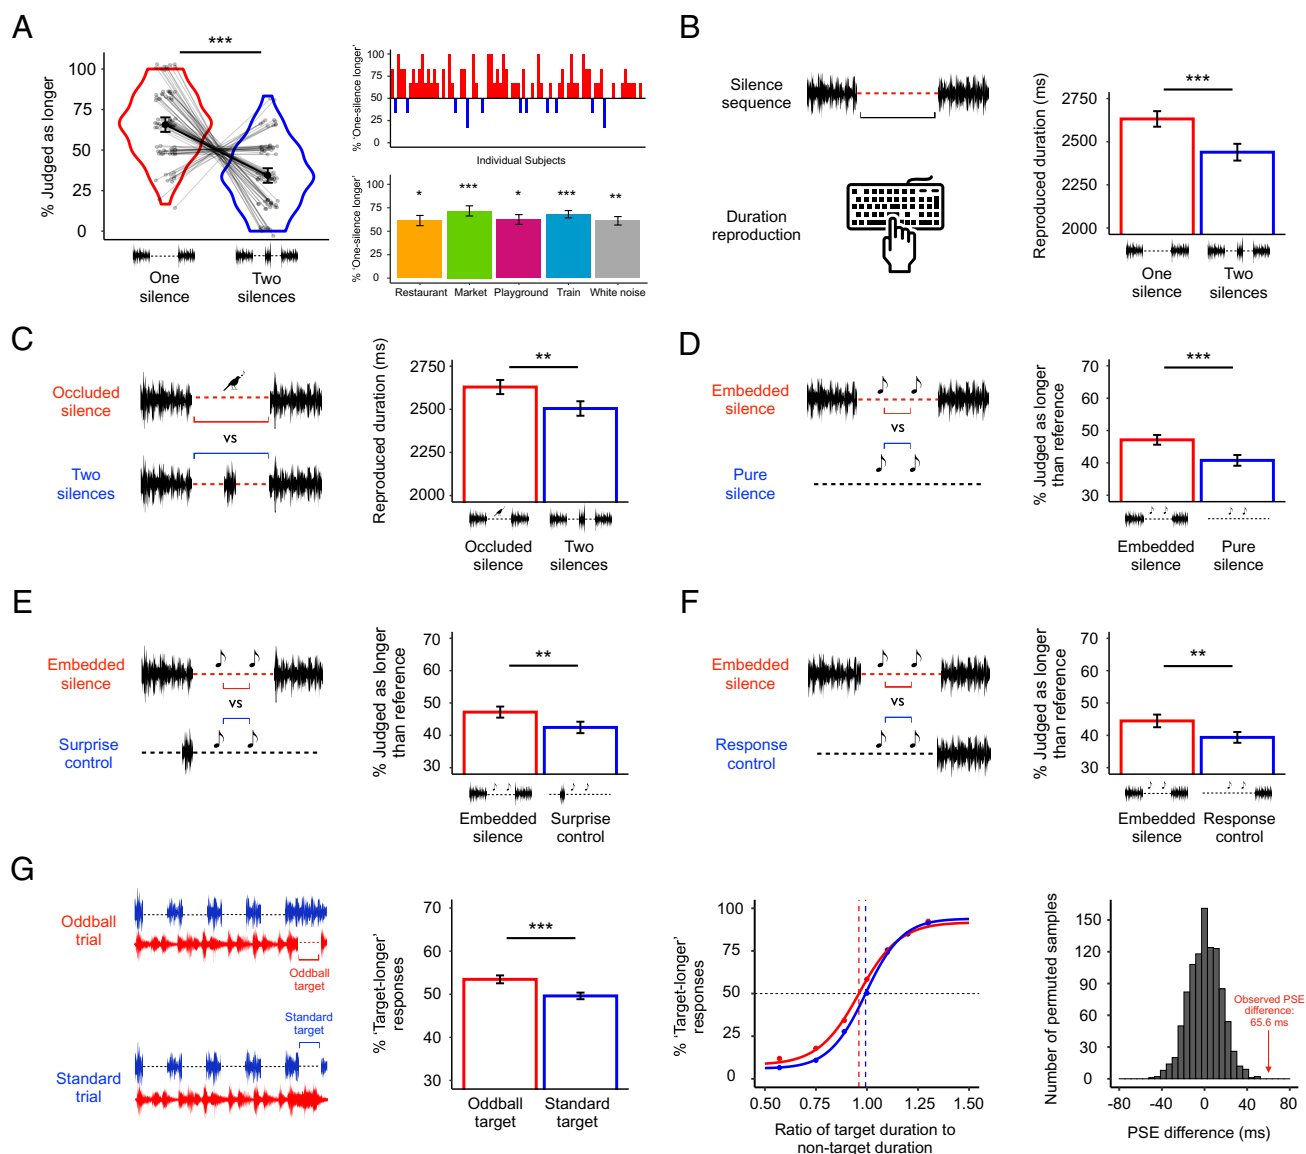 A
% Judged as longer
100
75
50
25
0
***
One
silence
Two
silences
% ‘One-silence longer’
100
75
50
25
0
Individual Subjects
% ‘One-silence longer’
100
75
50
25
0
*
***
*
***
**
Restaurant
Market
Playground
Train
White noise
B
Silence
sequence
Duration
reproduction
Reproduced duration (ms)
2750
2500
2250
2000
***
One
silence
Two
silences
C
Occluded
silence
vs
Two
silences
Reproduced duration (ms)
2750
2500
2250
2000
**
Occluded
silence
Two
silences
D
Embedded
silence
vs
Pure
silence
% Judged as longer
than reference
70
60
50
40
30
***
Embedded
silence
Pure
silence
E
Embedded
silence
vs
Surprise
control
% Judged as longer
than reference
70
60
50
40
30
**
Embedded
silence
Surprise
control
F
Embedded
silence
vs
Response
control
% Judged as longer
than reference
70
60
50
40
30
**
Embedded
silence
Response
control
G
Oddball
trial
Oddball
target
Standard
target
Standard
trial
% ‘Target-longer’
responses
70
60
50
40
30
***
Oddball
target
Standard
target
% ‘Target-longer’
responses
100
75
50
25
0
0.50
0.75
1.00
1.25
1.50
Ratio of target duration to
non-target duration
Number of permuted samples
150
120
90
60
30
0
Observed PSE
difference:
65.6 ms
-80
-40
0
40
80
PSE difference (ms)